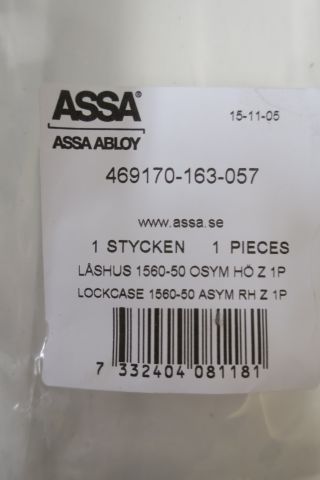 ASSA®
15-11-05
ASSA ABLOY
469170-163-057
www.assa.se
1 STYCKEN 1 PIECES
LÅSHUS 1560-50 OSYM HÖ Z 1P
LOCKCASE 1560-50 ASYM RH Z 1P
7 332404 081181